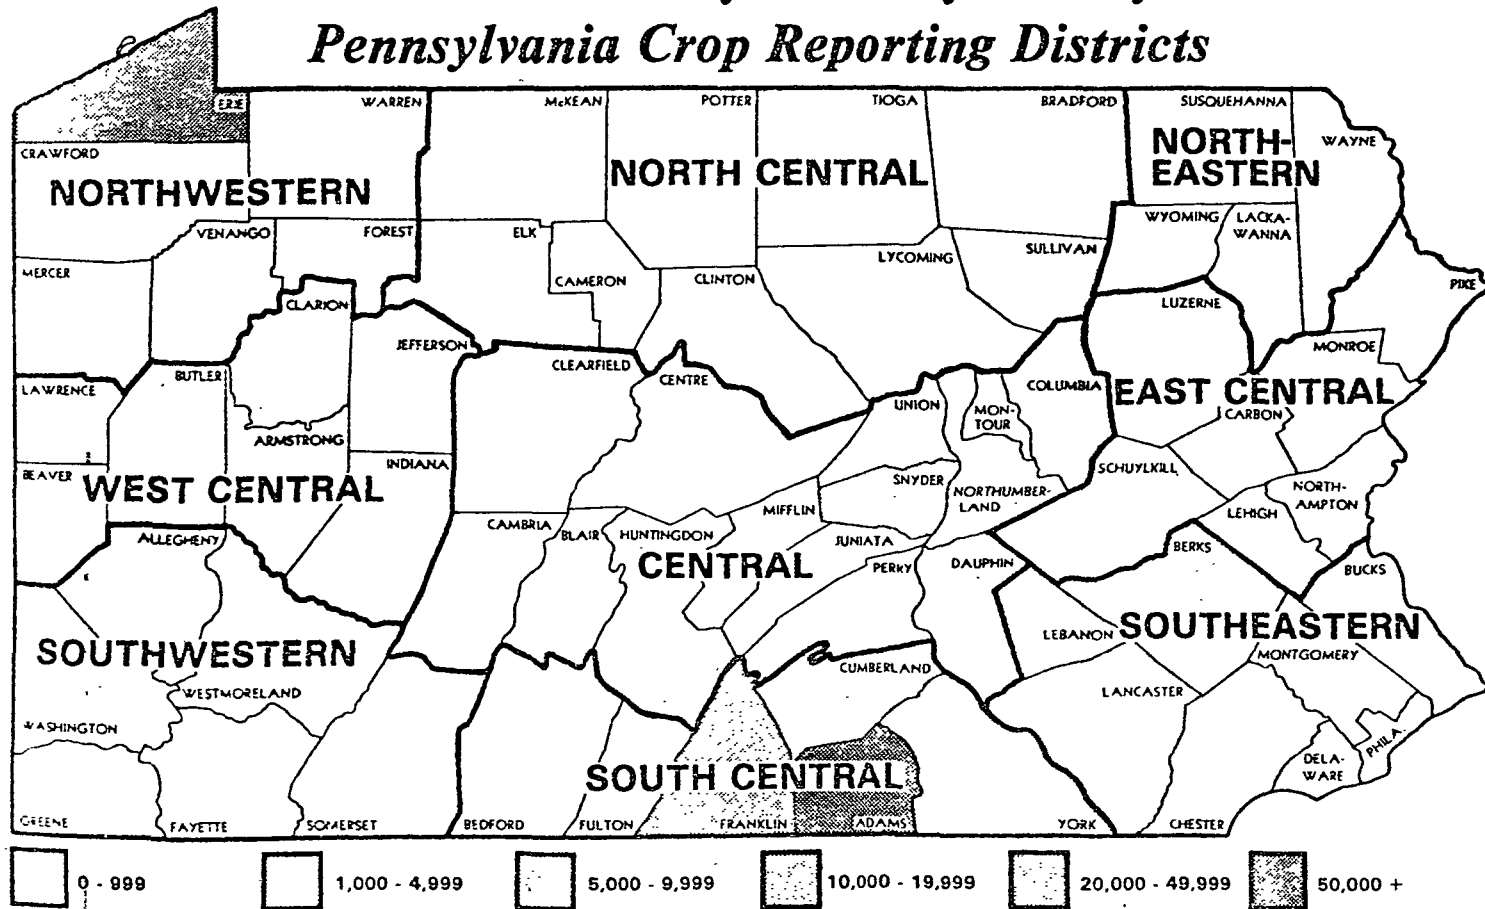 Pennsylvania Crop Reporting Districts
ERIE
WARREN
McKEAN
POTTER
TIOGA
BRADFORD
SUSQUEHANNA
WAYNE
CRAWFORD
NORTHWESTERN
NORTH CENTRAL
NORTH-
EASTERN
VENANGO
FOREST
ELK
CAMERON
CLINTON
LYCOMING
SULLIVAN
WYOMING
LACKA-
WANNA
PIKE
MERCER
CLARION
JEFFERSON
CLEARFIELD
CENTRE
LUZERNE
MONROE
LAWRENCE
BUTLER
ARMSTRONG
INDIANA
UNION
MON-
TOUR
COLUMBIA
EAST CENTRAL
CARBON
BEAVER
WEST CENTRAL
SNYDER
NORTHUMBER-
LAND
SCHUYLKILL
NORTH-
AMPTON
LEHIGH
ALLEGHENY
CAMBRIA
BLAIR
HUNTINGDON
MIFFLIN
JUNIATA
PERRY
CENTRAL
DAUPHIN
BERKS
BUCKS
SOUTHWESTERN
WESTMORELAND
CUMBERLAND
LEBANON
SOUTHEASTERN
MONTGOMERY
LANCASTER
WASHINGTON
SOUTH CENTRAL
DELA-
WARE
PHILA.
GREENE
FAYETTE
SOMERSET
BEDFORD
FULTON
FRANKLIN
ADAMS
YORK
CHESTER
0 - 999
1,000 - 4,999
5,000 - 9,999
10,000 - 19,999
20,000 - 49,999
50,000 +